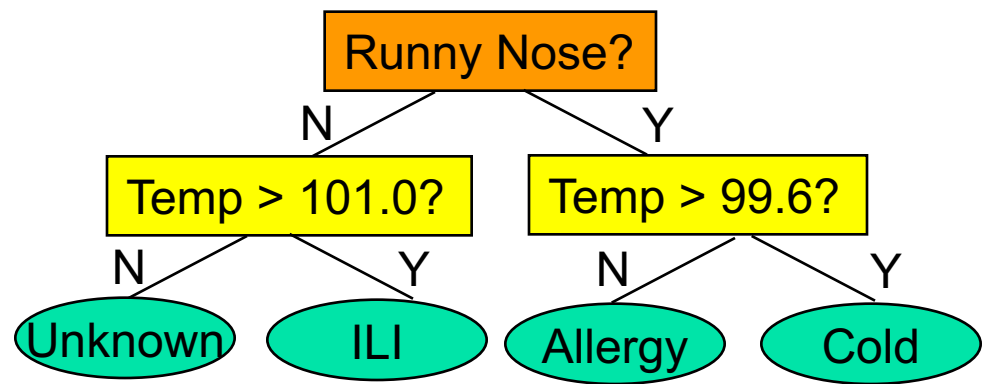 Runny Nose?
N Y
Temp > 101.0? Temp > 99.6?
N Y N Y
Unknown ILI Allergy Cold